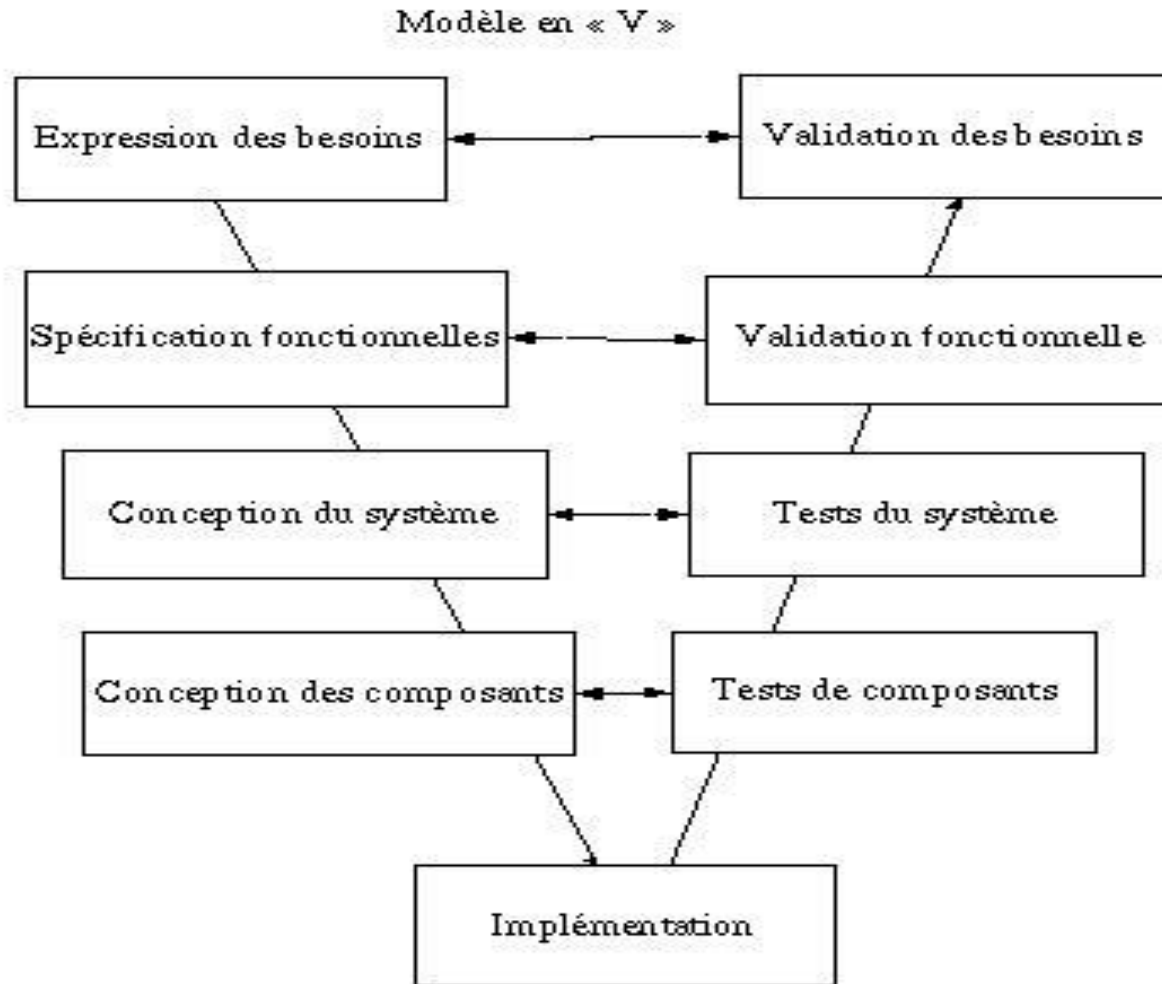 Modèle en « V »
Expression des besoins
Validation des besoins
Spécification fonctionnelles
Validation fonctionnelle
Conception du système
Tests du système
Conception des composants
Tests de composants
Implémentation